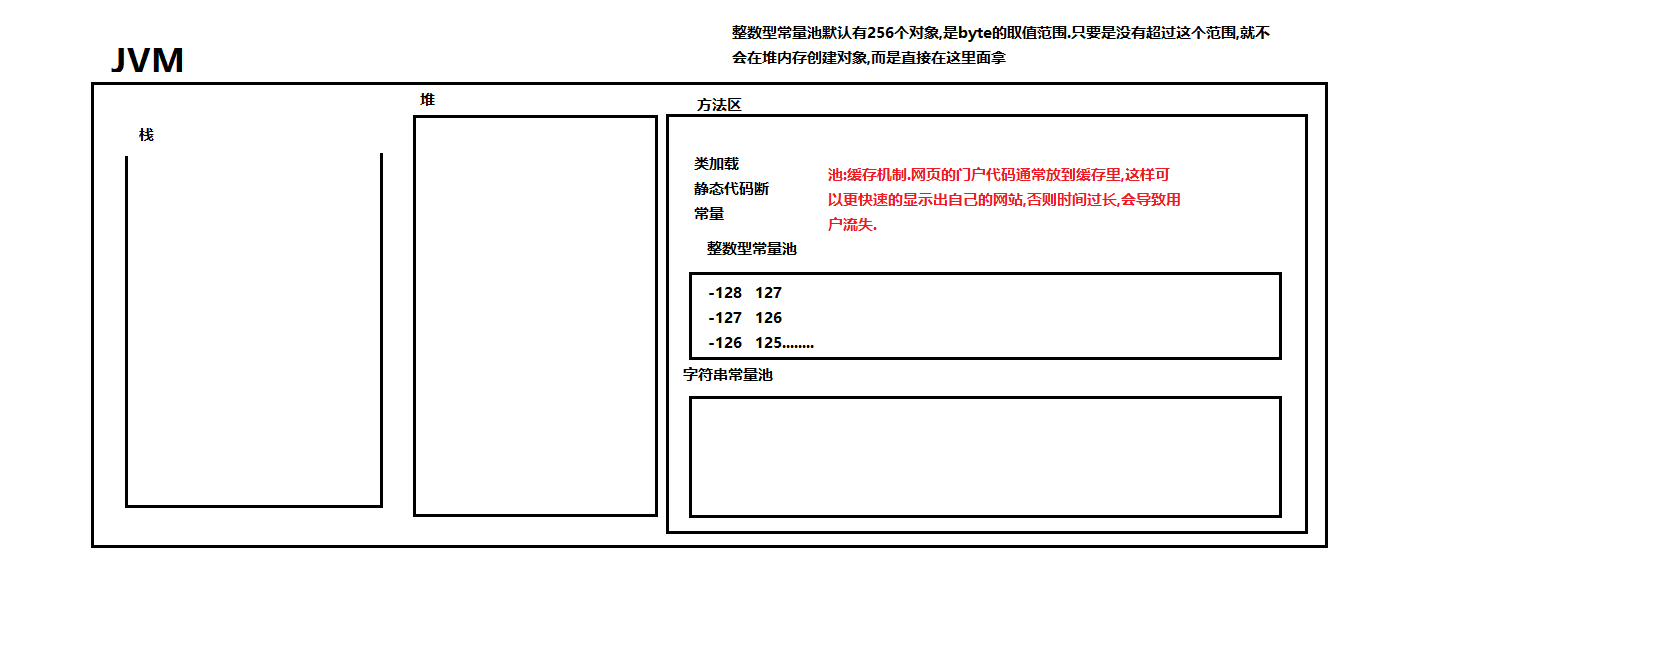 整数型常量池默认有256个对象,是byte的取值范围.只要是没有超过这个范围,就不
会在堆内存创建对象,而是直接在这里面拿
JVM
栈
堆
方法区
类加载
静态代码断
常量
池:缓存机制.网页的门户代码通常放到缓存里,这样可
以更快速的显示出自己的网站,否则时间过长,会导致用
户流失.
整数型常量池
-128 127
-127 126
-126 125........
字符串常量池